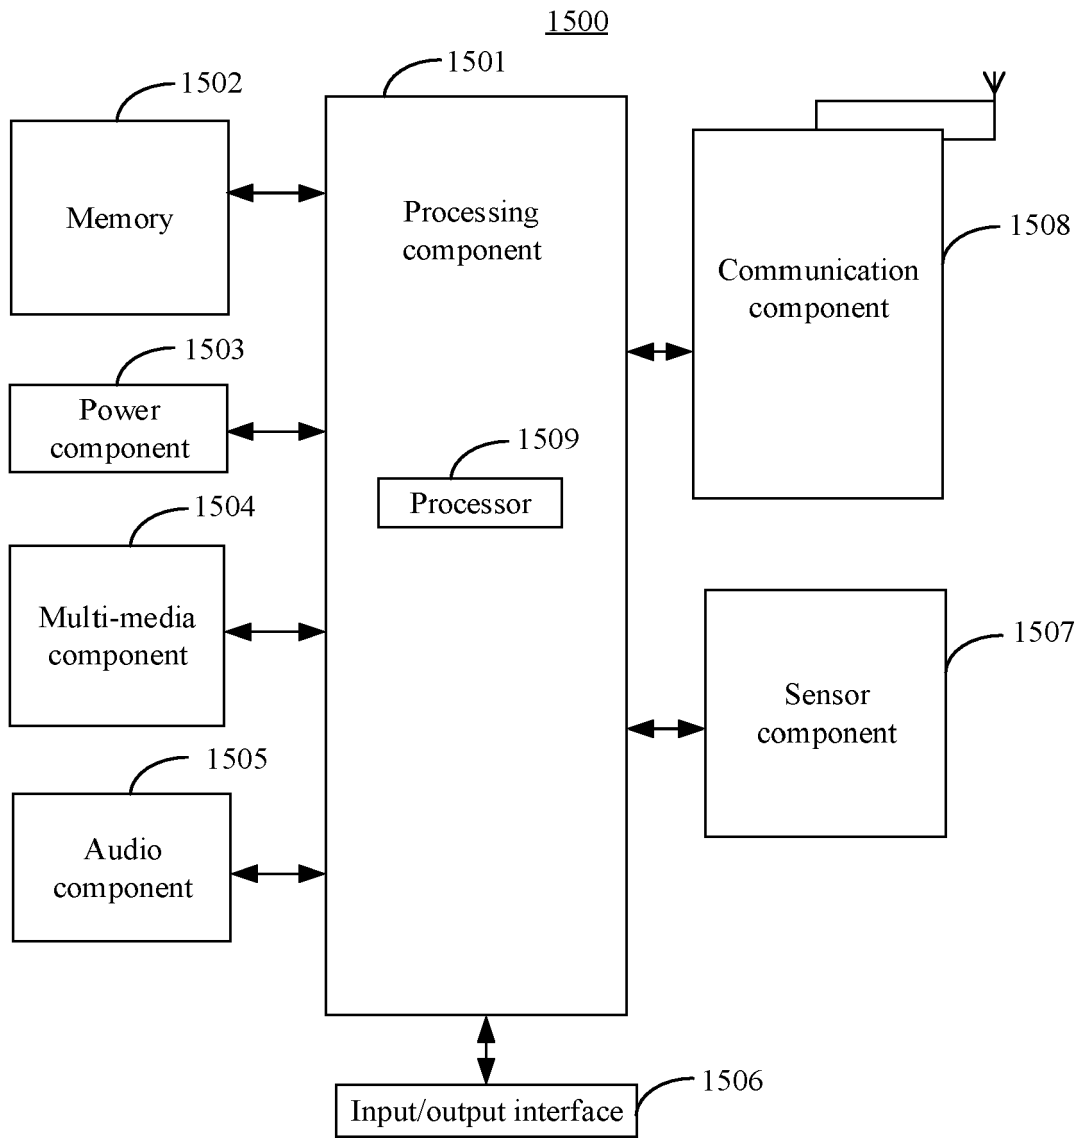 1500
1501
1502
Memory
Processing
component
1508
Communication
component
1503
Power
component
1509
Processor
1504
Multi-media
component
1507
Sensor
component
1505
Audio
component
1506
Input/output interface